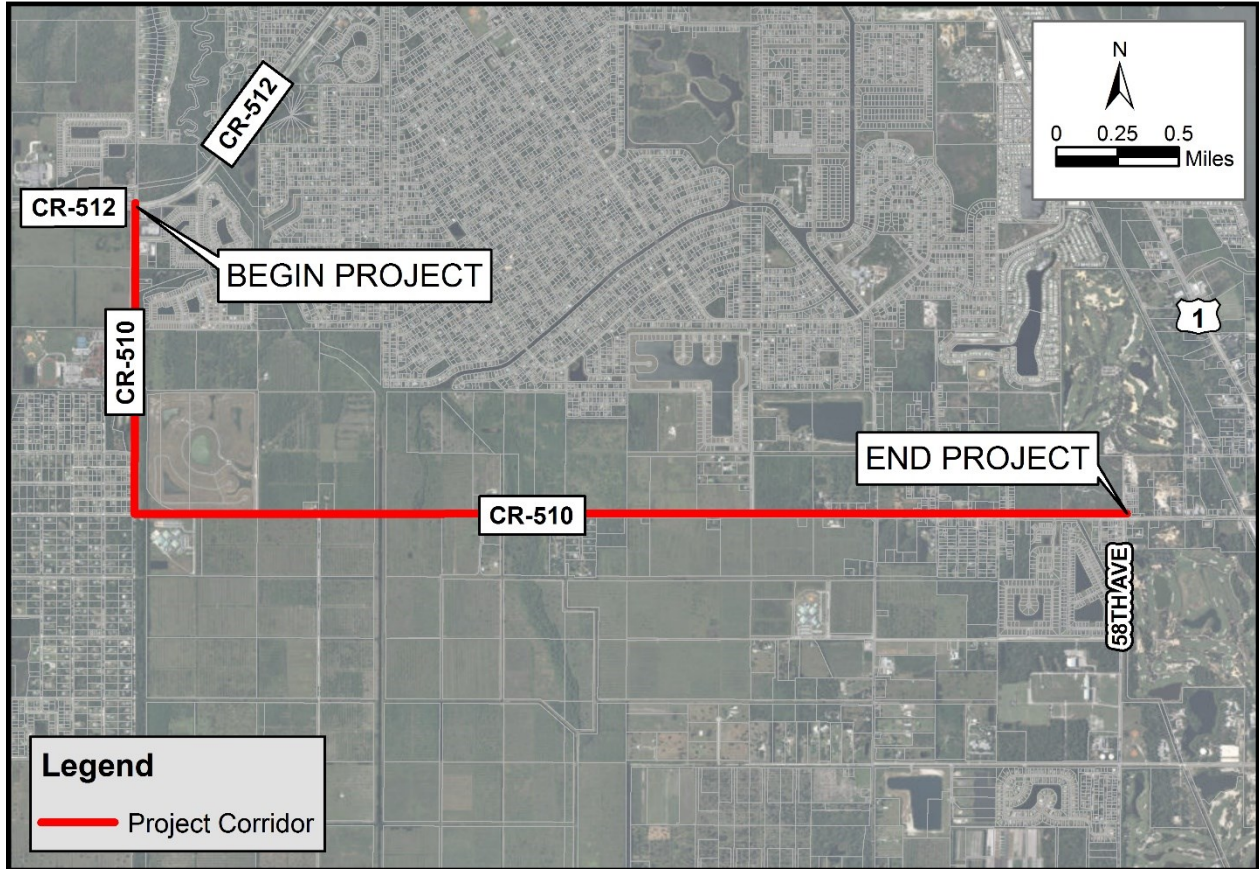 CR-512
N
0 0.25 0.5
Miles
CR-512
BEGIN PROJECT
1
CR-510
END PROJECT
CR-510
58TH AVE
Legend
Project Corridor